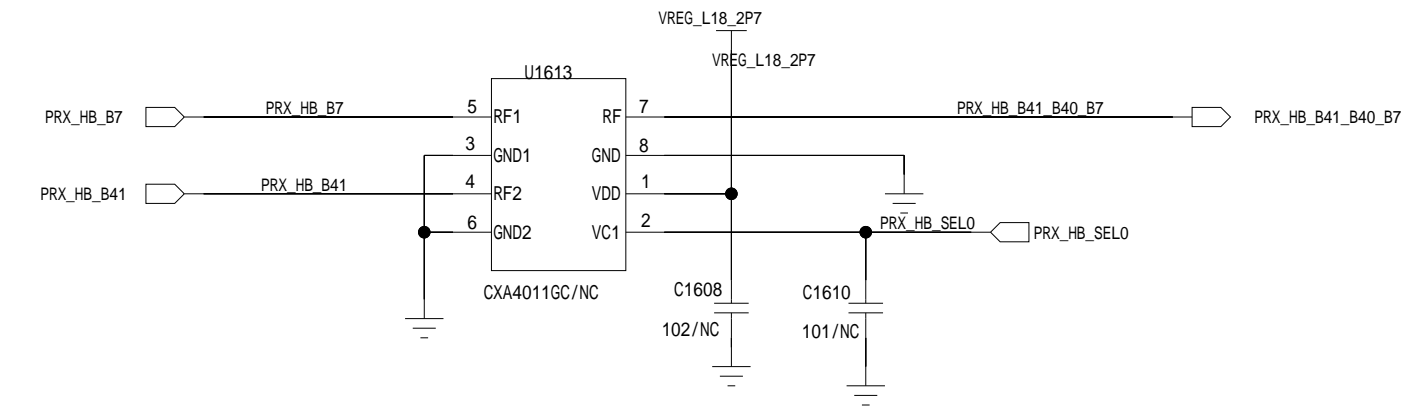 VREG_L18_2P7
VREG_L18_2P7
U1613
PRX_HB_B7
PRX_HB_B7
5
RF1
RF
7
PRX_HB_B41_B40_B7
PRX_HB_B41_B40_B7
3
GND1
GND
8
PRX_HB_B41
PRX_HB_B41
4
RF2
VDD
1
6
GND2
VC1
2
PRX_HB_SEL0
PRX_HB_SEL0
CXA4011GC/NC
C1608
102/NC
C1610
101/NC